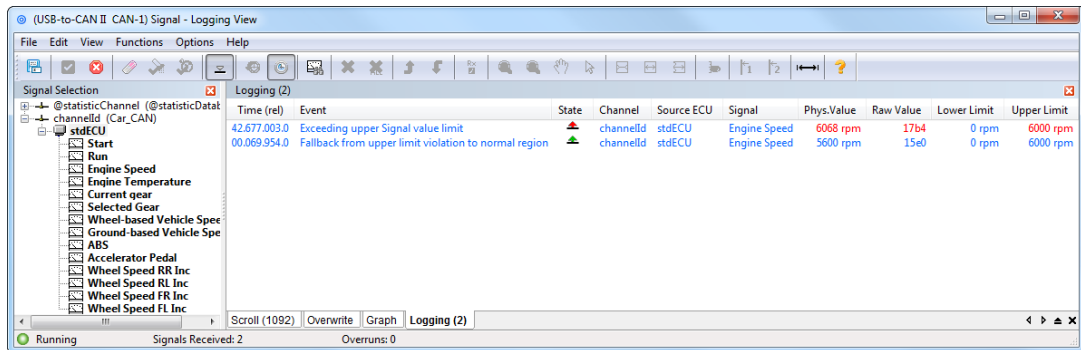 (USB-to-CAN II CAN-1) Signal - Logging View
File Edit View Functions Options Help
Signal Selection
Logging (2)
@statisticChannel (@statisticDatab
channelId (Car_CAN)
stdECU
Start
Run
Engine Speed
Engine Temperature
Current gear
Selected Gear
Wheel-based Vehicle Spee
Ground-based Vehicle Spe
ABS
Accelerator Pedal
Wheel Speed RR Inc
Wheel Speed RL Inc
Wheel Speed FR Inc
Wheel Speed FL Inc
Time (rel) Event State Channel Source ECU Signal Phys.Value Raw Value Lower Limit Upper Limit
42.677.003.0 Exceeding upper Signal value limit channelId stdECU Engine Speed 6068 rpm 17b4 0 rpm 6000 rpm
00.069.954.0 Fallback from upper limit violation to normal region channelId stdECU Engine Speed 5600 rpm 15e0 0 rpm 6000 rpm
Scroll (1092) Overwrite Graph Logging (2)
Running Signals Received: 2 Overruns: 0